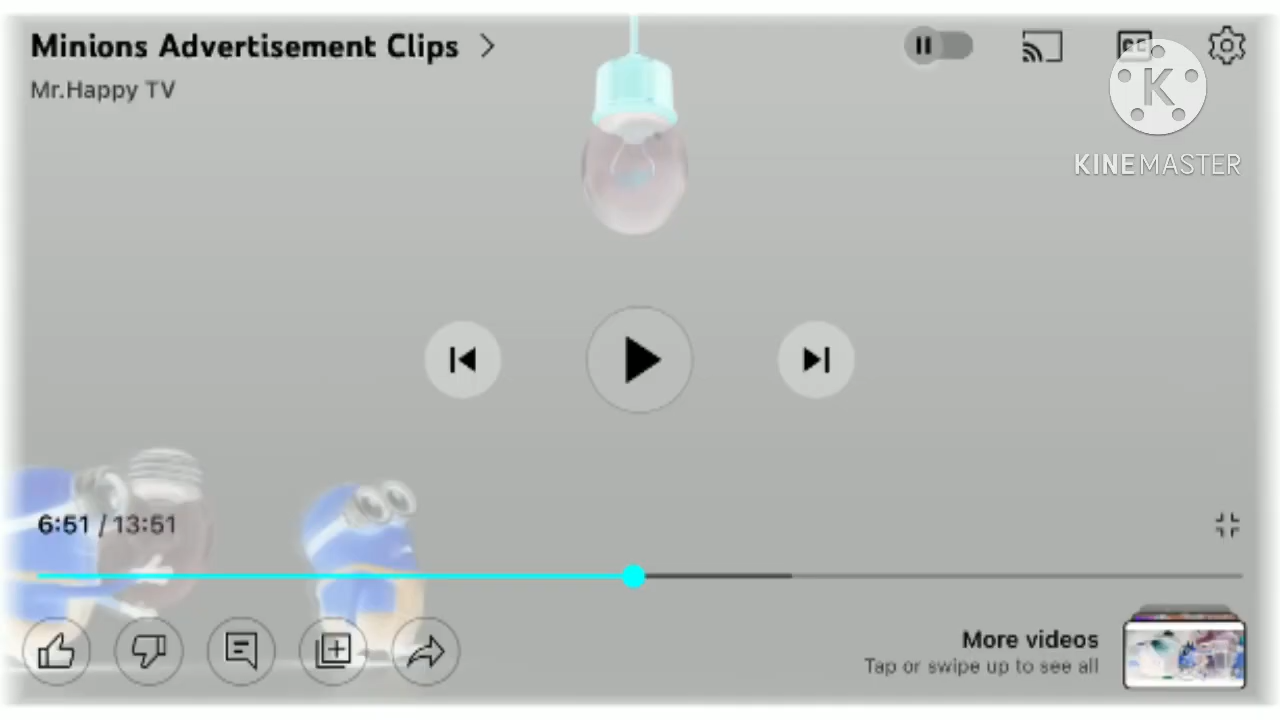 Minions Advertisement Clips
Mr.Happy TV
CC
K
KINEMASTER
6:51 / 13:51
More videos
Tap or swipe up to see all